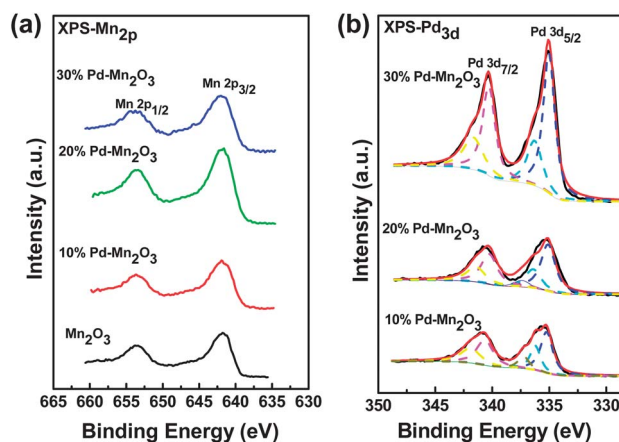 (a)
XPS-Mn2p
30% Pd-Mn2O3
Mn 2p1/2
Mn 2p3/2
20% Pd-Mn2O3
10% Pd-Mn2O3
Mn2O3
Intensity (a.u.)
665 660 655 650 645 640 635 630
Binding Energy (eV)
(b)
XPS-Pd3d
Pd 3d5/2
Pd 3d7/2
30% Pd-Mn2O3
20% Pd-Mn2O3
10% Pd-Mn2O3
Intensity (a.u.)
350 345 340 335 330
Binding Energy (eV)